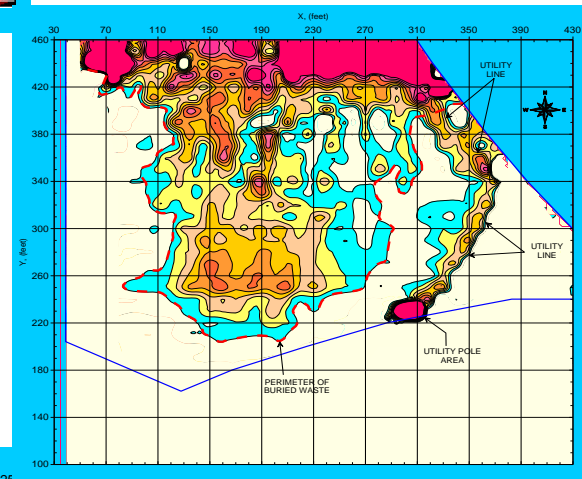 X, (feet)
30 70 110 150 190 230 270 310 350 390 430
460
420
380
340
300
260
220
180
140
100
Y, (feet)
UTILITY
LINE
N
W E
S
UTILITY
LINE
UTILITY POLE
AREA
PERIMETER OF
BURIED WASTE